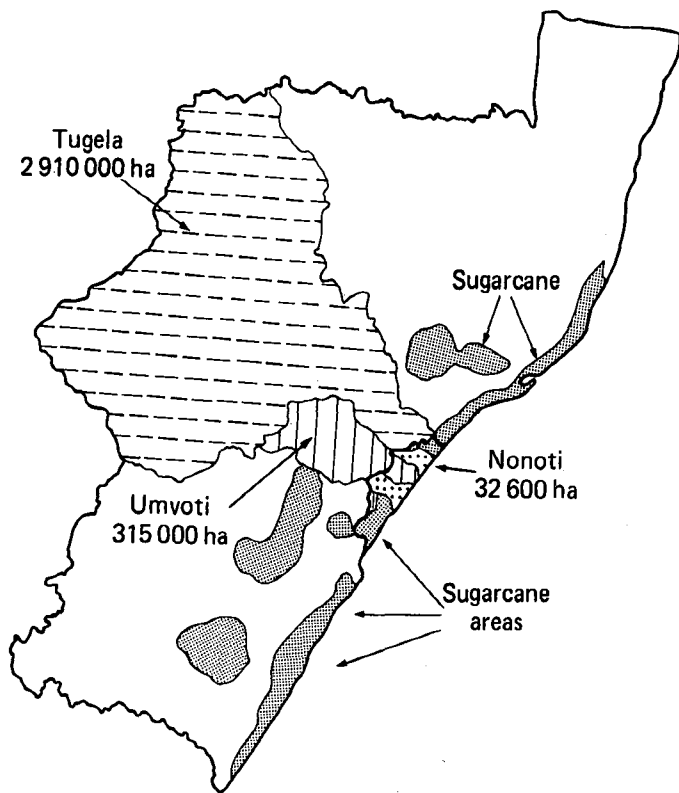 Tugela
2 910 000 ha
Sugarcane
Nonoti
32 600 ha
Umvoti
315 000 ha
Sugarcane
areas